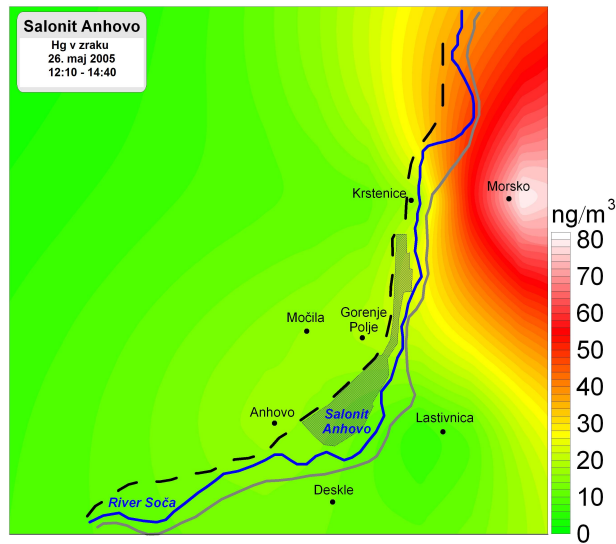 Salonit Anhovo
Hg v zraku
26. maj 2005
12:10 - 14:40
Krstenice
Morsko
ng/m³
80
70
60
50
40
30
20
10
0
Močila
Gorenje
Polje
Anhovo
Salonit
Anhovo
Lastivnica
Deskle
River Soča